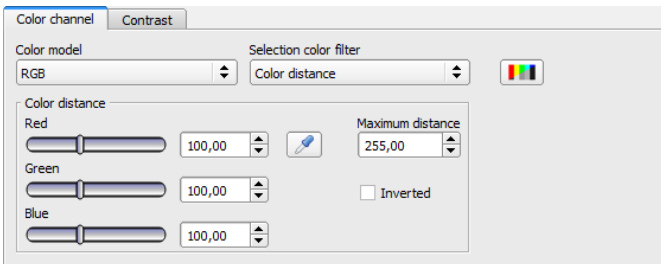 Color channel Contrast
Color model Selection color filter
RGB Color distance
Color distance
Red Maximum distance
100,00 255,00
Green
100,00 Inverted
Blue
100,00